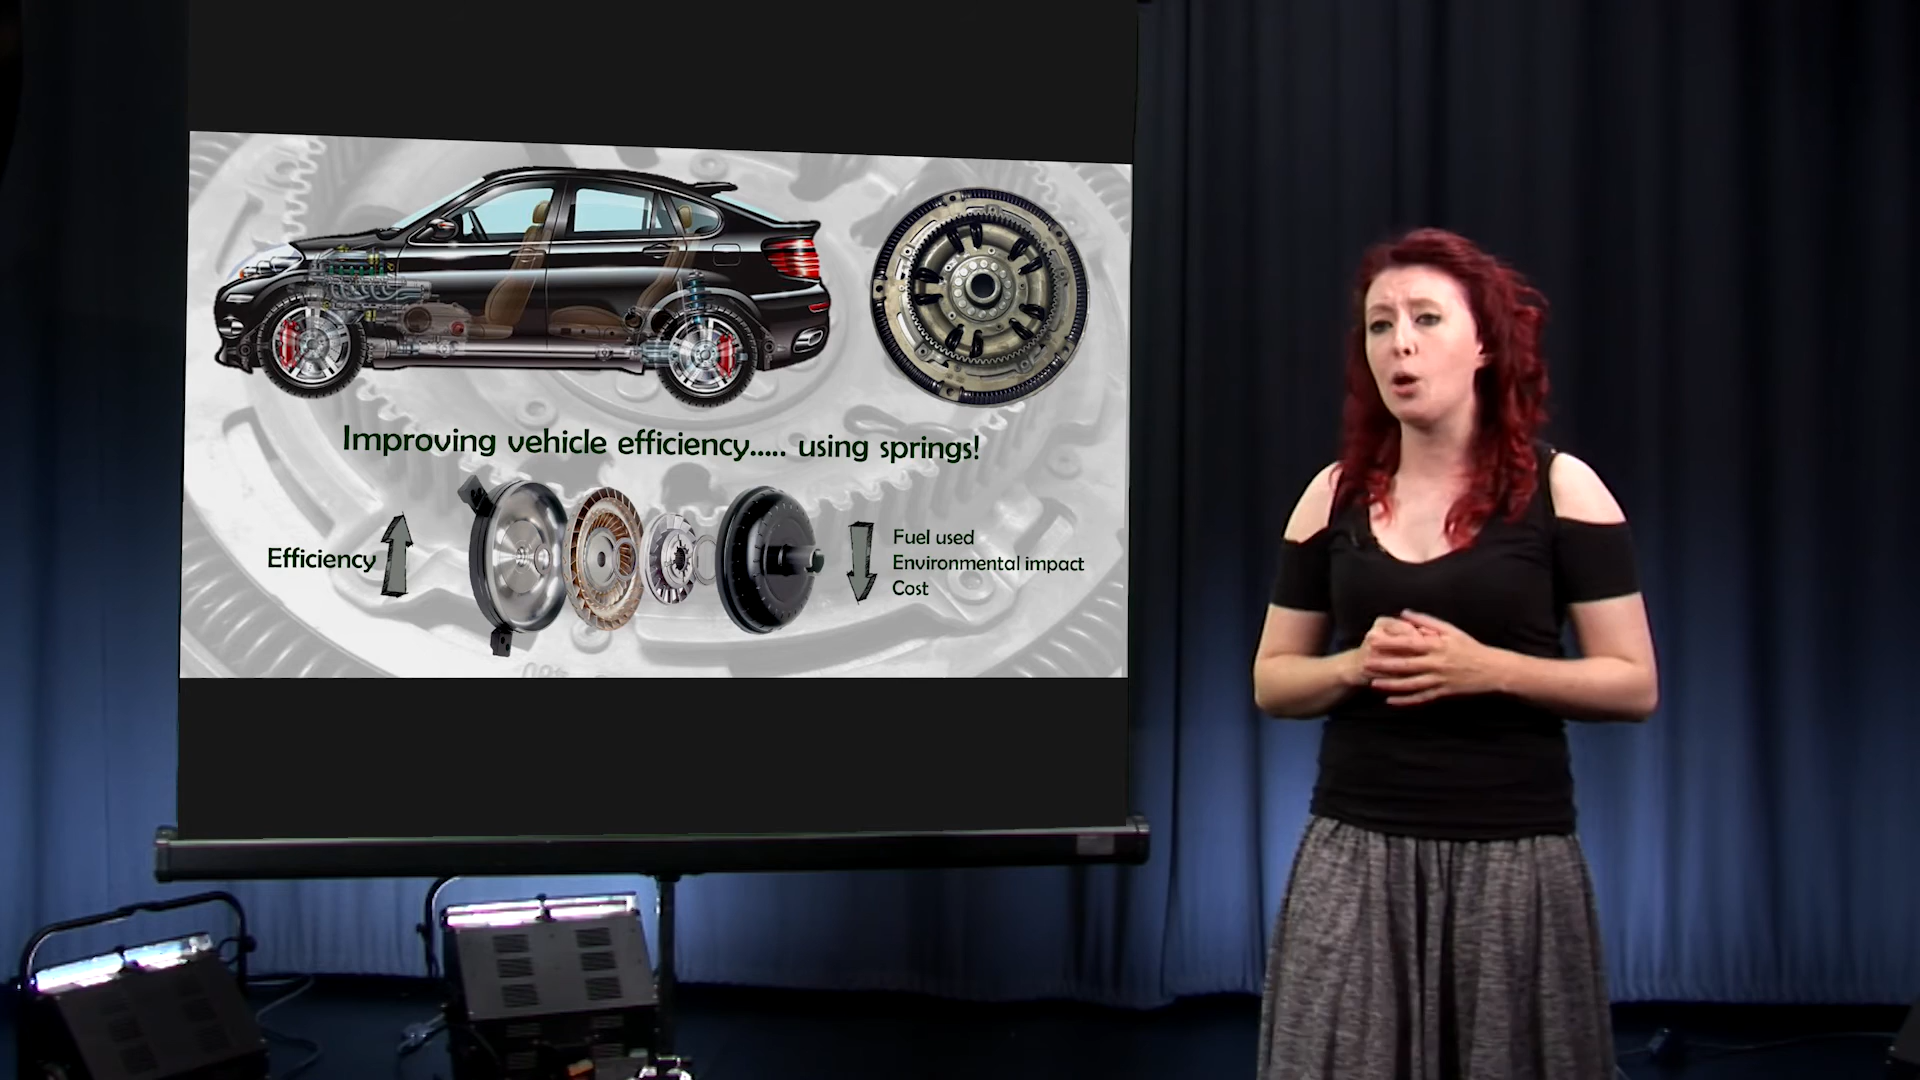 Improving vehicle efficiency..... using springs!
Efficiency
Fuel used
Environmental impact
Cost